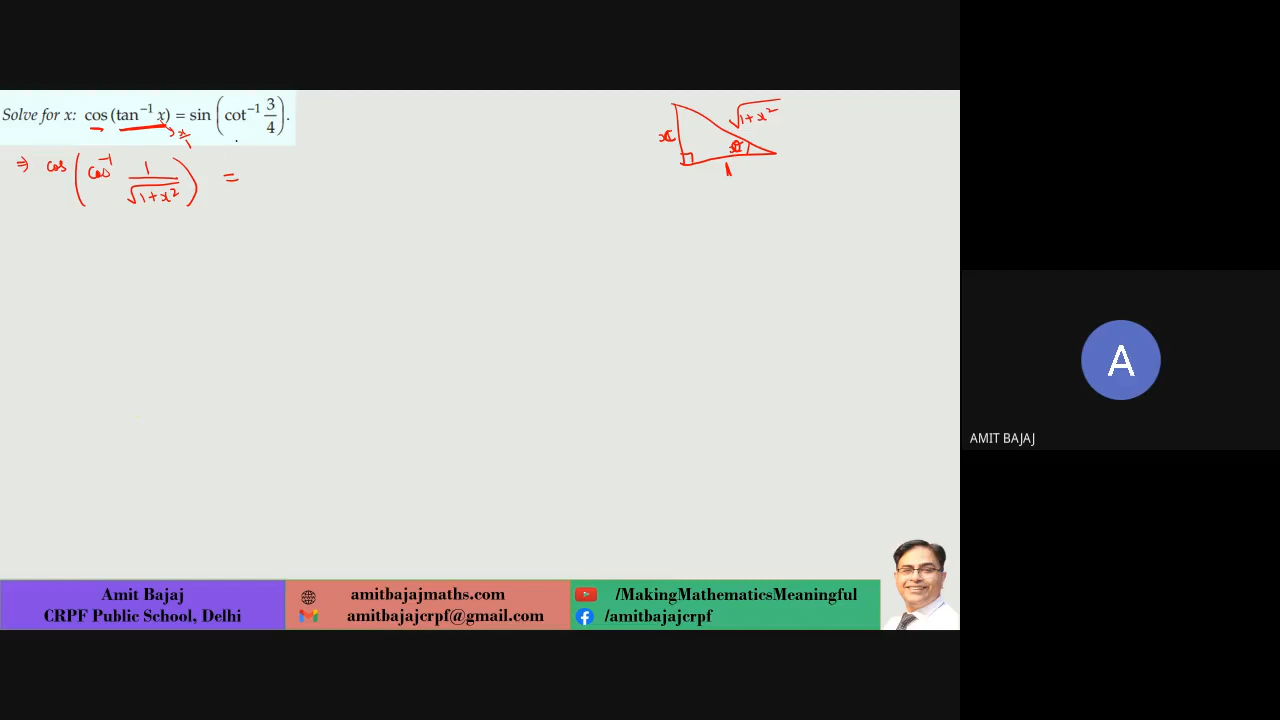 Solve for x: cos (tan⁻¹ x) = sin (cot⁻¹ 3/4).
x/1
⇒ cos (cos⁻¹ 1/√1+x²) =
√1+x²
x
1
A
AMIT BAJAJ
Amit Bajaj
CRPF Public School, Delhi
amitbajajmaths.com
amitbajajcrpf@gmail.com
/MakingMathematicsMeaningful
/amitbajajcrpf